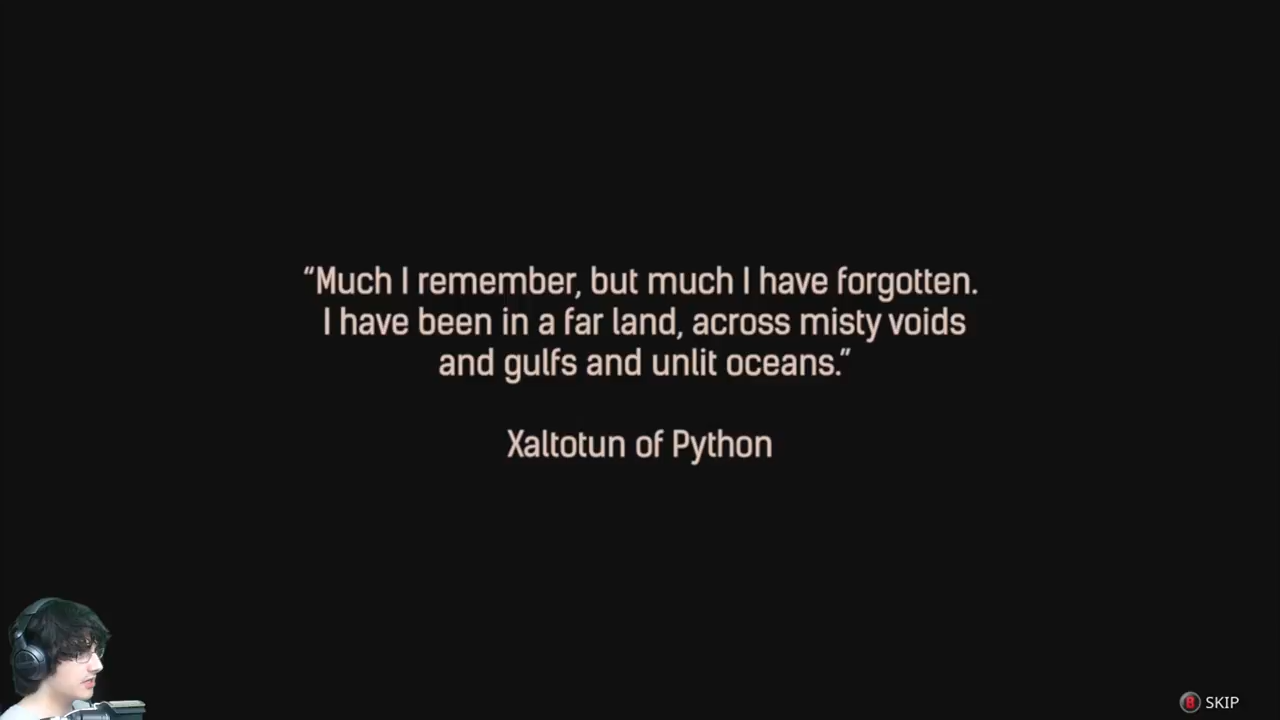 “Much I remember, but much I have forgotten.
I have been in a far land, across misty voids
and gulfs and unlit oceans.”
Xaltotun of Python
B SKIP